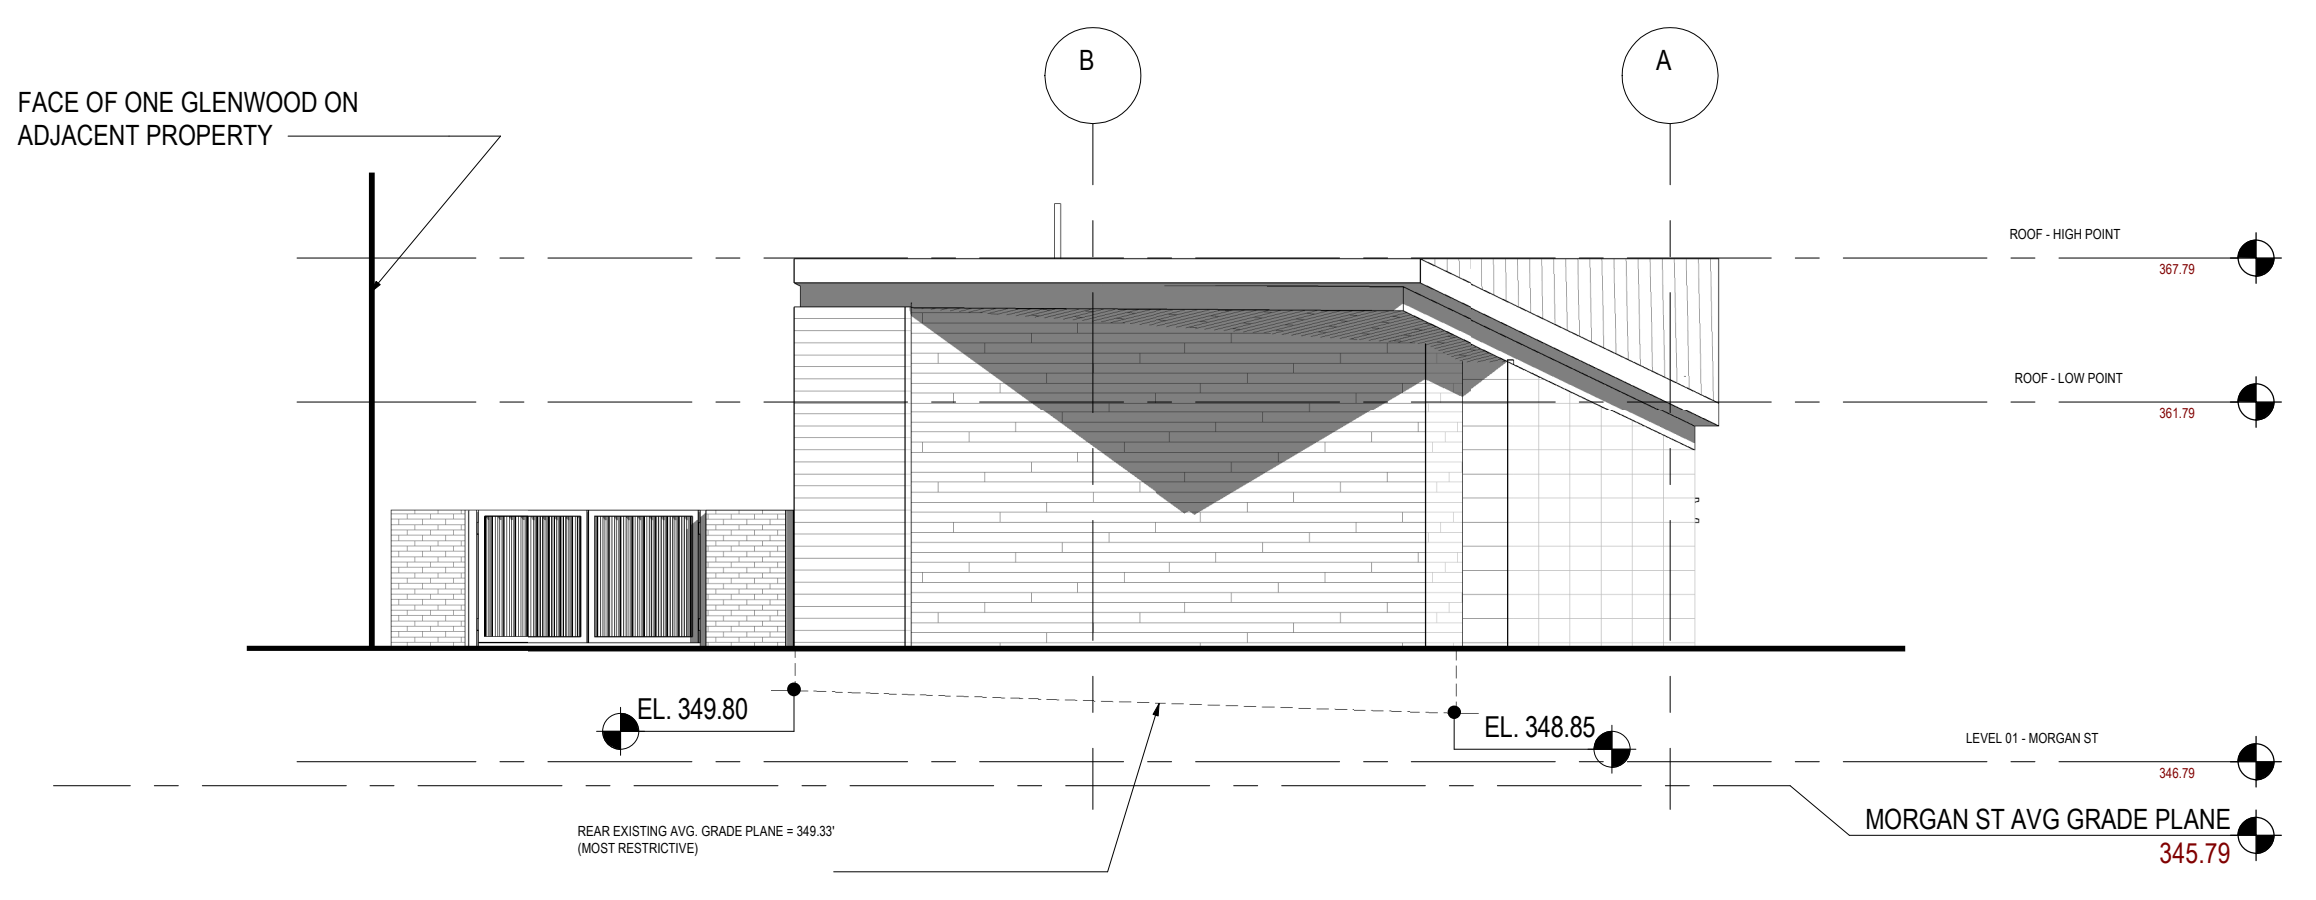 B
A
FACE OF ONE GLENWOOD ON
ADJACENT PROPERTY
ROOF - HIGH POINT
367.79
ROOF - LOW POINT
361.79
EL. 349.80
EL. 348.85
LEVEL 01 - MORGAN ST
346.79
MORGAN ST AVG GRADE PLANE
345.79
REAR EXISTING AVG. GRADE PLANE = 349.33'
(MOST RESTRICTIVE)